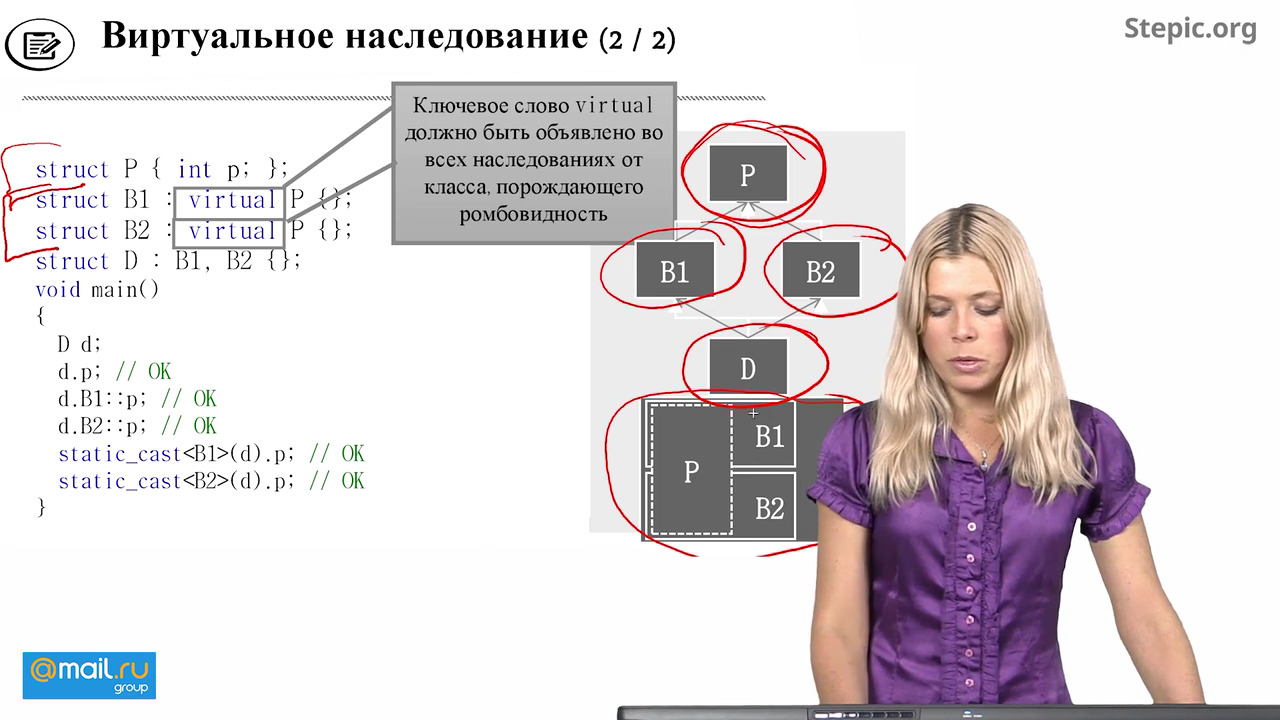 Виртуальное наследование (2 / 2)
Stepic.org
Ключевое слово virtual
должно быть объявлено во
всех наследованиях от
класса, порождающего
ромбовидность
struct P { int p; };
struct B1 : virtual P {};
struct B2 : virtual P {};
struct D : B1, B2 {};
void main()
{
D d;
d.p; // OK
d.B1::p; // OK
d.B2::p; // OK
static_cast<B1>(d).p; // OK
static_cast<B2>(d).p; // OK
}
P
B1
B2
D
B1
P
B2
@mail.ru
group